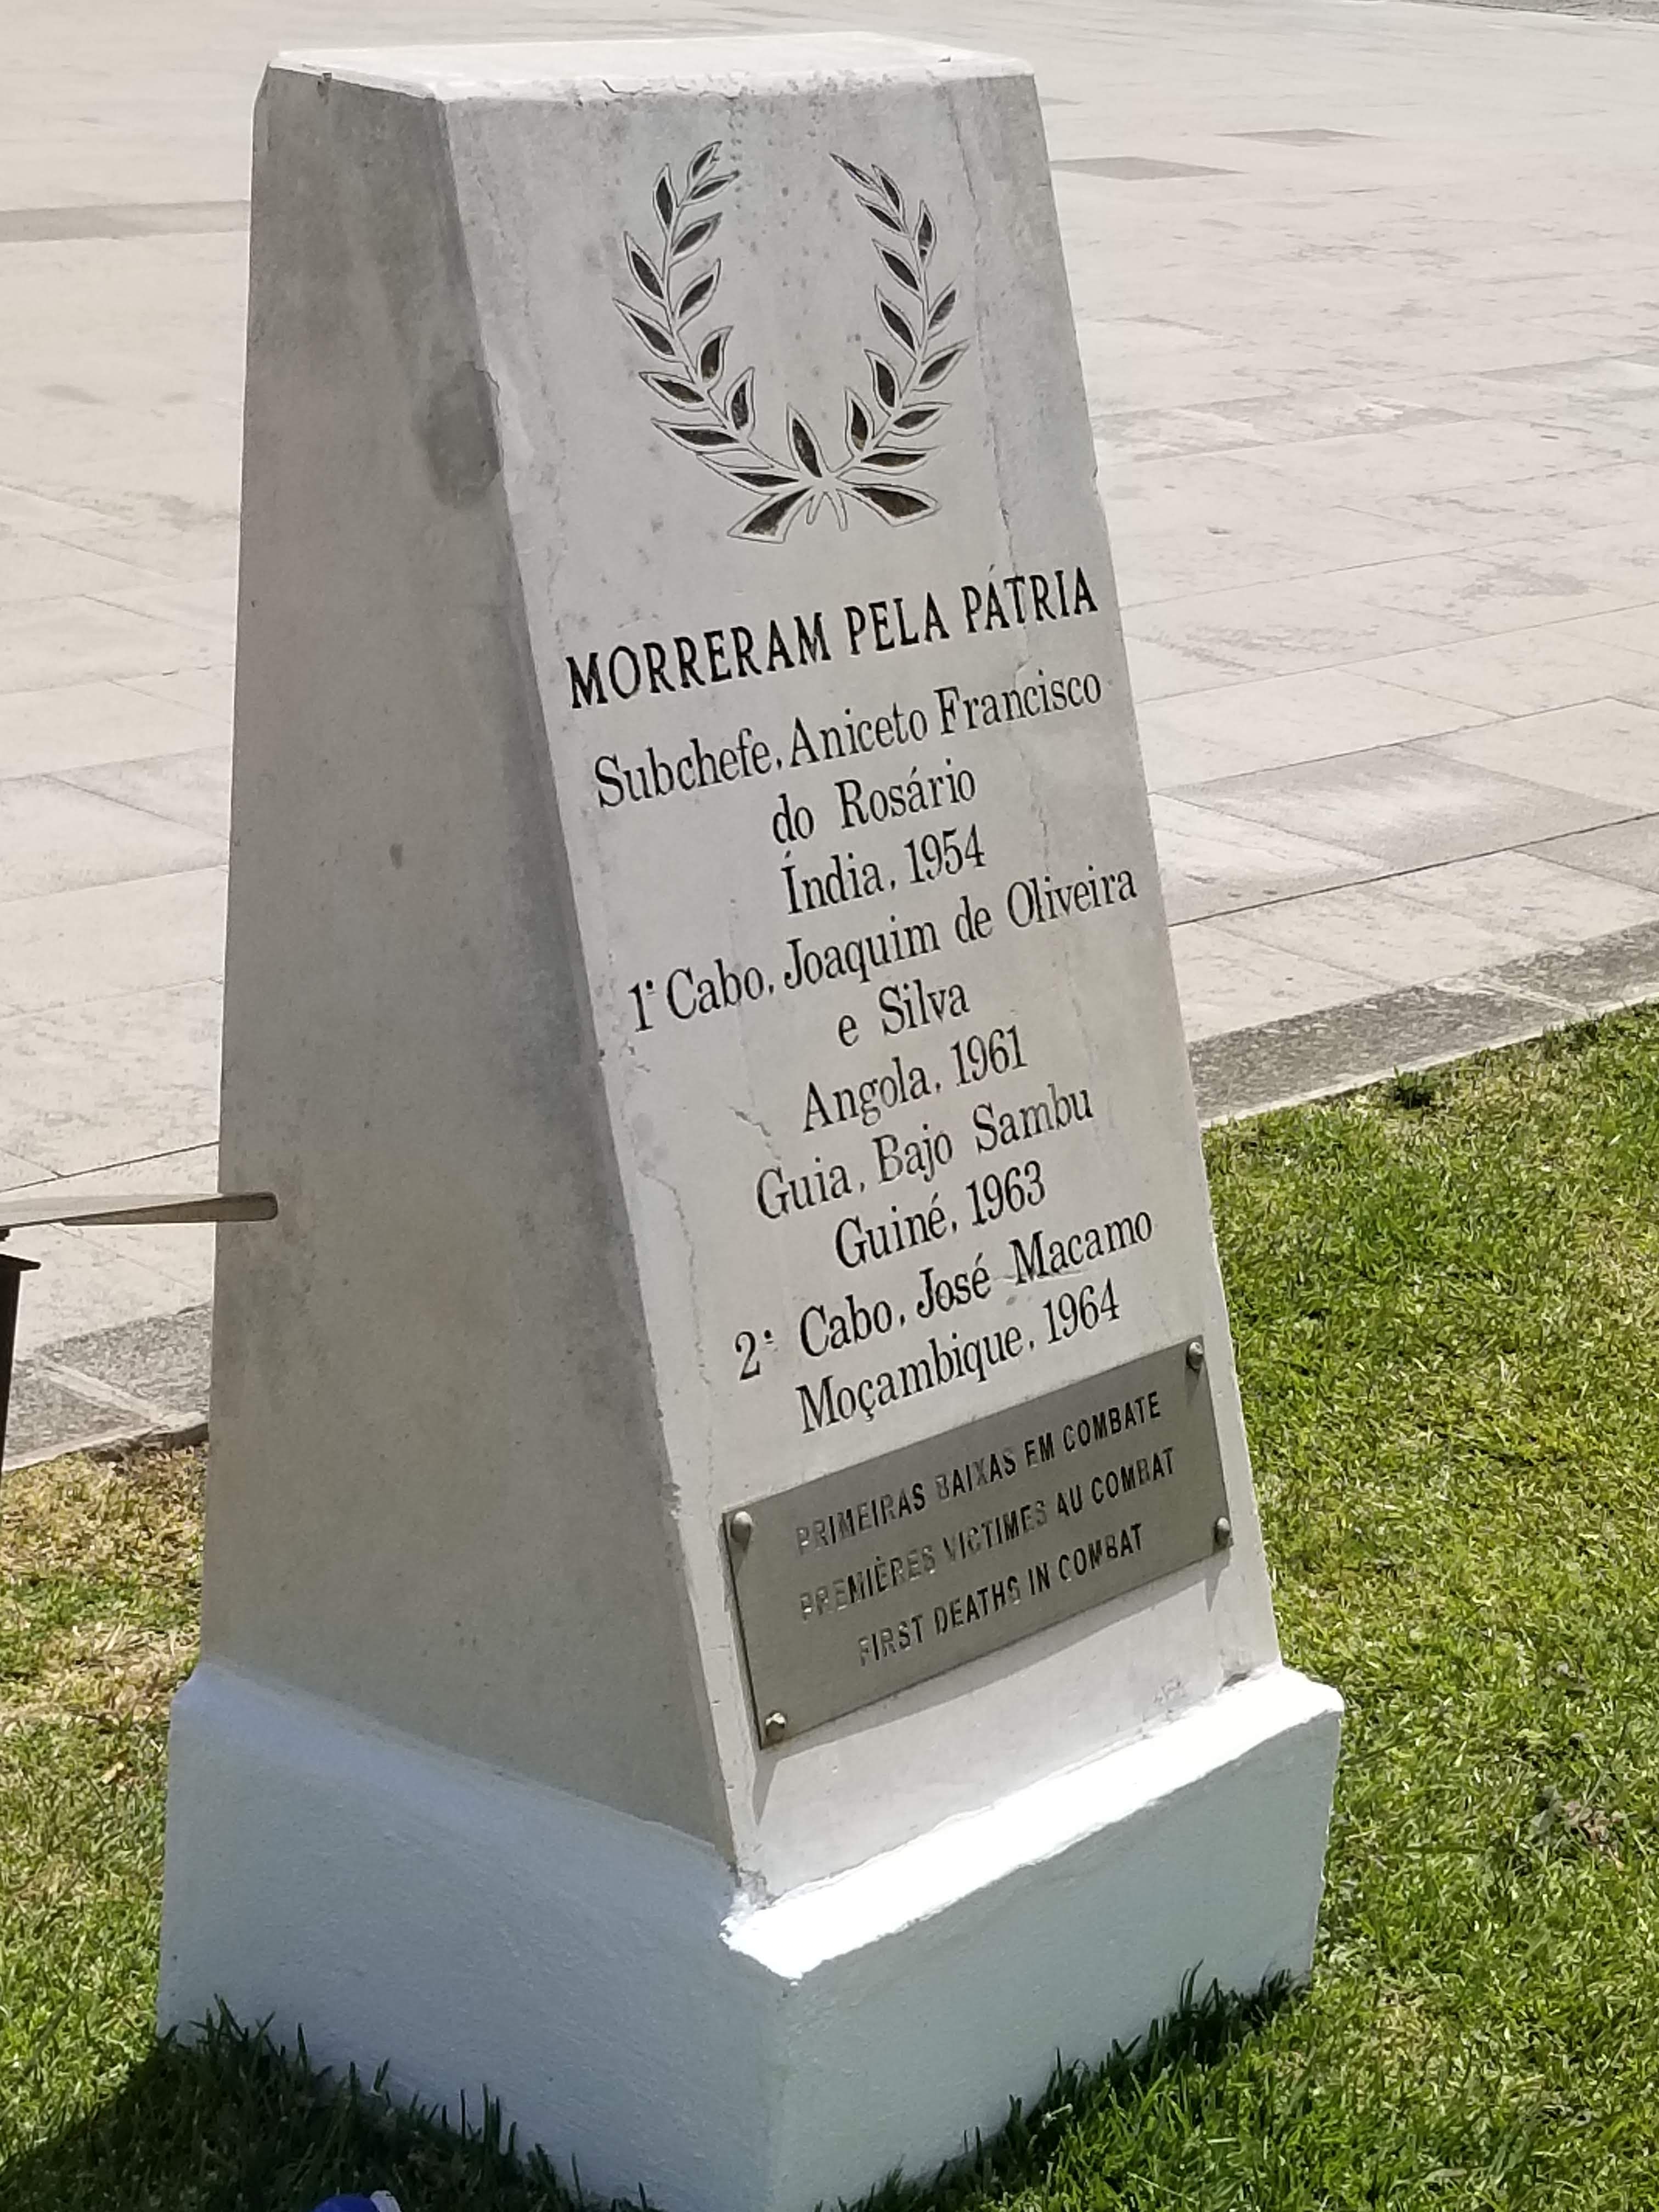 MORRERAM PELA PÁTRIA
Subchefe, Aniceto Francisco
do Rosário
Índia, 1954
1º Cabo, Joaquim de Oliveira
e Silva
Angola, 1961
Guia, Bajo Sambu
Guiné, 1963
2º Cabo, José Macamo
Moçambique, 1964
PRIMEIRAS BAIXAS EM COMBATE
PREMIÈRES VICTIMES AU COMBAT
FIRST DEATHS IN COMBAT